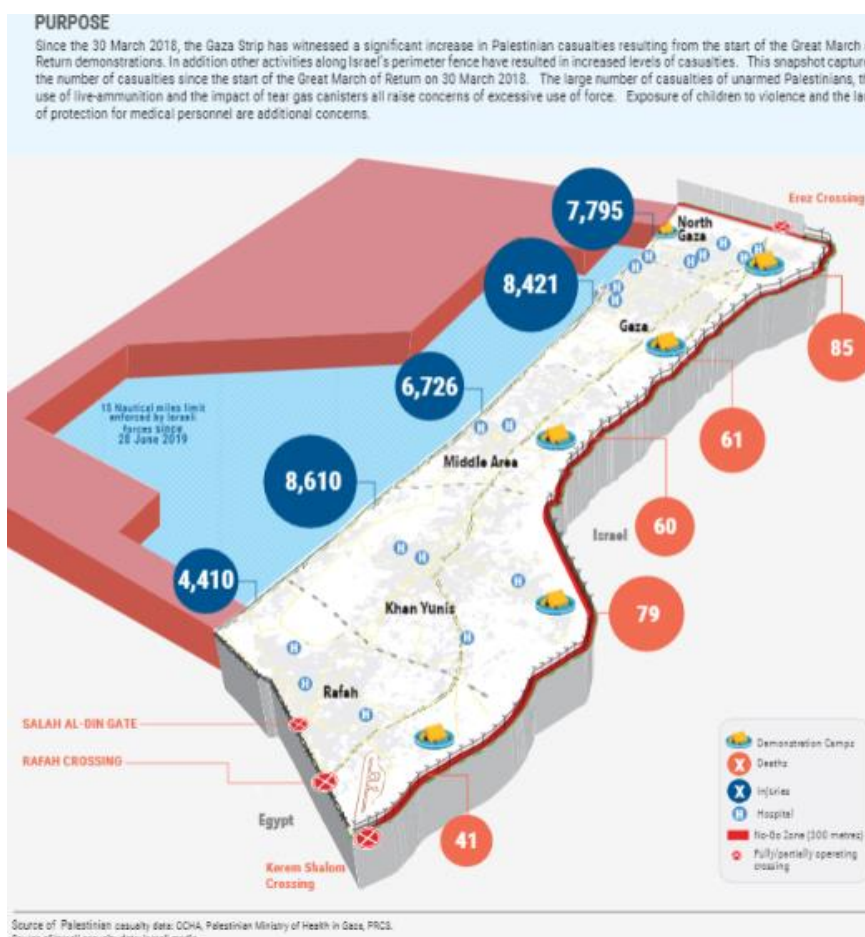 PURPOSE
Since the 30 March 2018, the Gaza Strip has witnessed a significant increase in Palestinian casualties resulting from the start of the Great March
Return demonstrations. In addition other activities along Israel's perimeter fence have resulted in increased levels of casualties. This snapshot captur
the number of casualties since the start of the Great March of Return on 30 March 2018. The large number of casualties of unarmed Palestinians, th
use of live-ammunition and the impact of tear gas canisters all raise concerns of excessive use of force. Exposure of children to violence and the la
of protection for medical personnel are additional concerns.
Erez Crossing
7,795
North
Gaza
8,421
Gaza
85
6,726
15 Nautical miles limit
enforced by Israeli
forces since
28 June 2019
61
Middle Area
8,610
60
Israel
4,410
79
Khan Yunis
Rafah
SALAH AL-DIN GATE
RAFAH CROSSING
Egypt
41
Kerem Shalom
Crossing
Demonstration Camps
X Deaths
X Injuries
H Hospital
No-Go Zone (300 metres)
Fully/partially operating
crossing
Source of Palestinian casualty data: OCHA, Palestinian Ministry of Health in Gaza, PRCS.